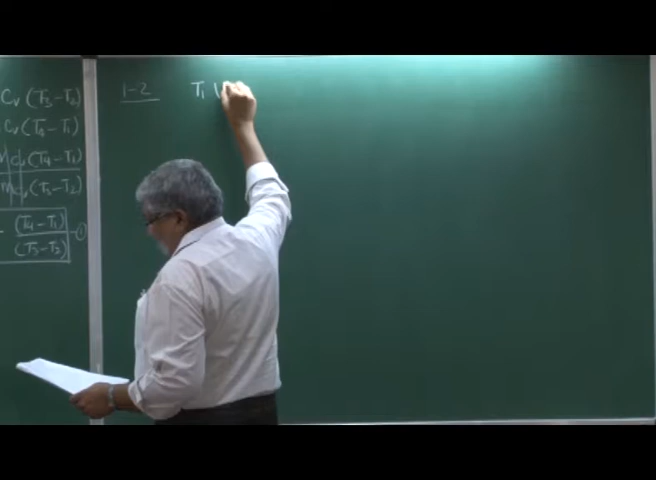 Cv (T3-T2)
Cv (T4-T1)
MCv (T4-T1)
MCv (T3-T2)
- (T4-T1)
(T3-T2)
①
1-2
T1